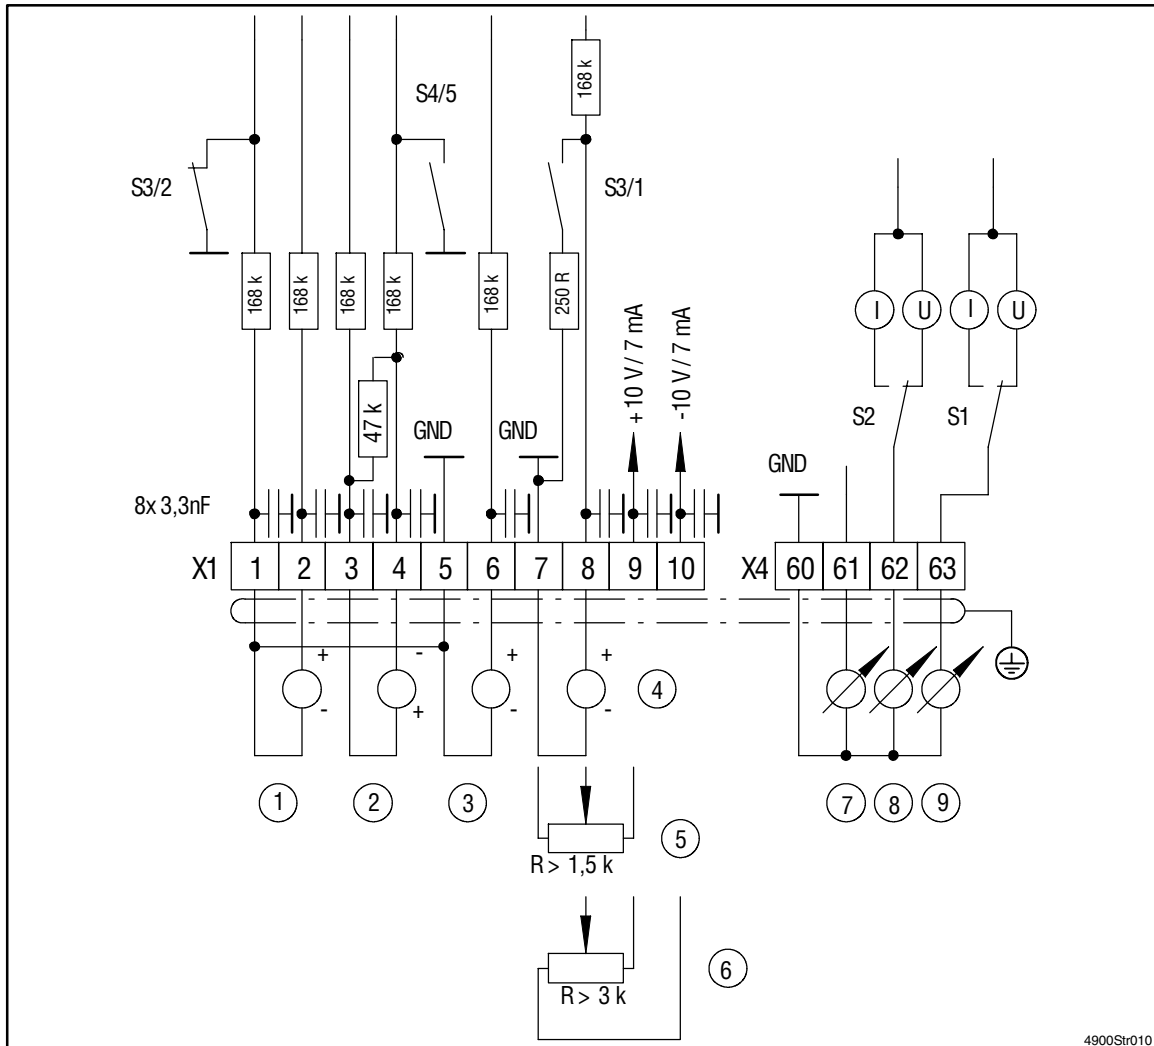 168 k
S4/5
S3/2
S3/1
168 k
168 k
168 k
168 k
168 k
250 R
+10 V / 7 mA
-10 V / 7 mA
I
U
I
U
47 k
GND
GND
S2
S1
GND
8x 3,3nF
X1
1
2
3
4
5
6
7
8
9
10
X4
60
61
62
63
+
-
+
+
-
+
-
-
4
1
2
3
7
8
9
5
R > 1,5 k
6
R > 3 k
4900Str010